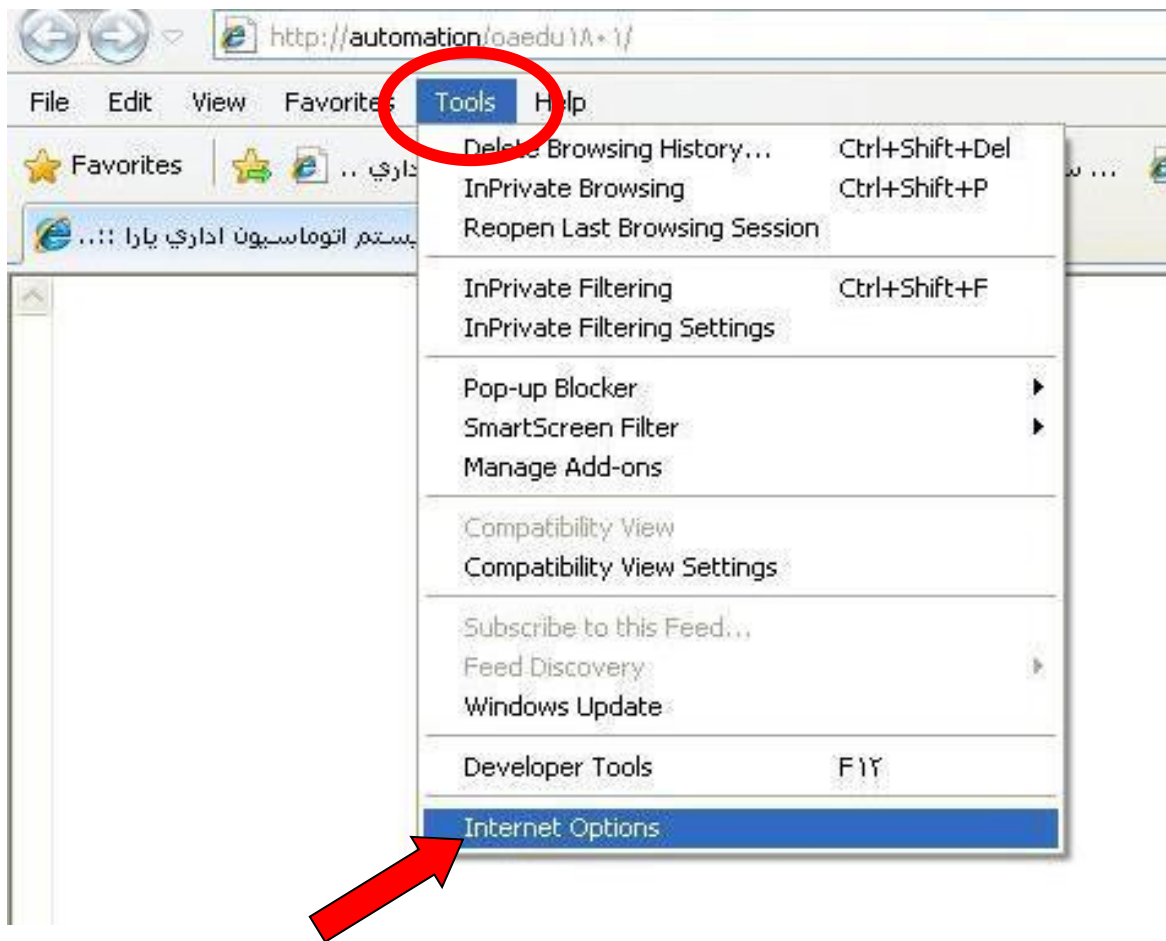 http://automation/oaedu۱۸۰۱/
File Edit View Favorites Tools Help
Favorites اداري ..
... س
..:: سيستم اتوماسيون اداري يارا
Delete Browsing History... Ctrl+Shift+Del
InPrivate Browsing Ctrl+Shift+P
Reopen Last Browsing Session
InPrivate Filtering Ctrl+Shift+F
InPrivate Filtering Settings
Pop-up Blocker
SmartScreen Filter
Manage Add-ons
Compatibility View
Compatibility View Settings
Subscribe to this Feed...
Feed Discovery
Windows Update
Developer Tools F۱۲
Internet Options